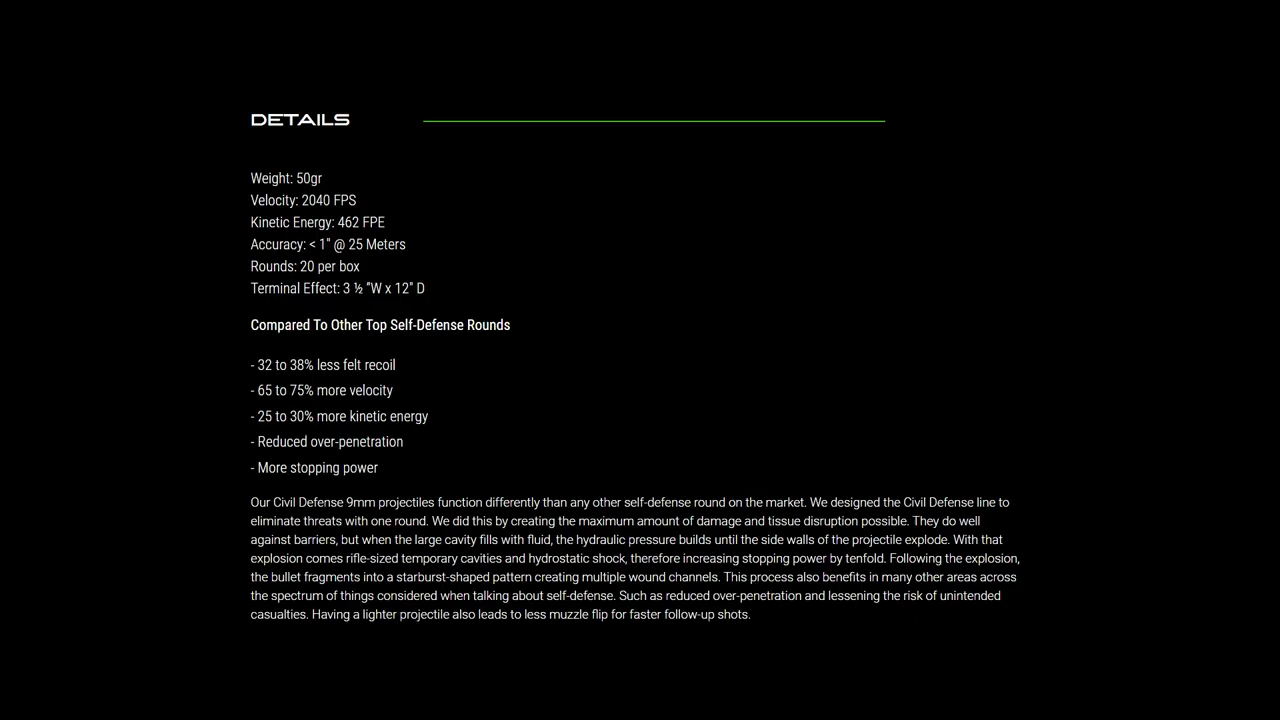 DETAILS
Weight: 50gr
Velocity: 2040 FPS
Kinetic Energy: 462 FPE
Accuracy: < 1" @ 25 Meters
Rounds: 20 per box
Terminal Effect: 3 ½ "W x 12" D
Compared To Other Top Self-Defense Rounds
- 32 to 38% less felt recoil
- 65 to 75% more velocity
- 25 to 30% more kinetic energy
- Reduced over-penetration
- More stopping power
Our Civil Defense 9mm projectiles function differently than any other self-defense round on the market. We designed the Civil Defense line to
eliminate threats with one round. We did this by creating the maximum amount of damage and tissue disruption possible. They do well
against barriers, but when the large cavity fills with fluid, the hydraulic pressure builds until the side walls of the projectile explode. With that
explosion comes rifle-sized temporary cavities and hydrostatic shock, therefore increasing stopping power by tenfold. Following the explosion,
the bullet fragments into a starburst-shaped pattern creating multiple wound channels. This process also benefits in many other areas across
the spectrum of things considered when talking about self-defense. Such as reduced over-penetration and lessening the risk of unintended
casualties. Having a lighter projectile also leads to less muzzle flip for faster follow-up shots.